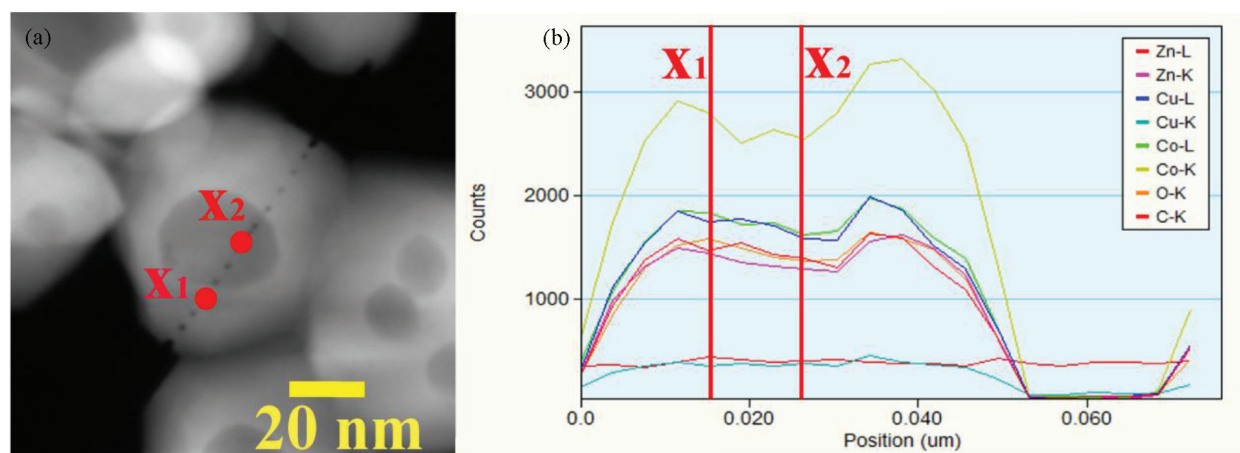 (a)
X2
X1
20 nm
(b)
X1
X2
Counts
3000
2000
1000
0.0
0.020
0.040
0.060
Position (um)
Zn-L
Zn-K
Cu-L
Cu-K
Co-L
Co-K
O-K
C-K